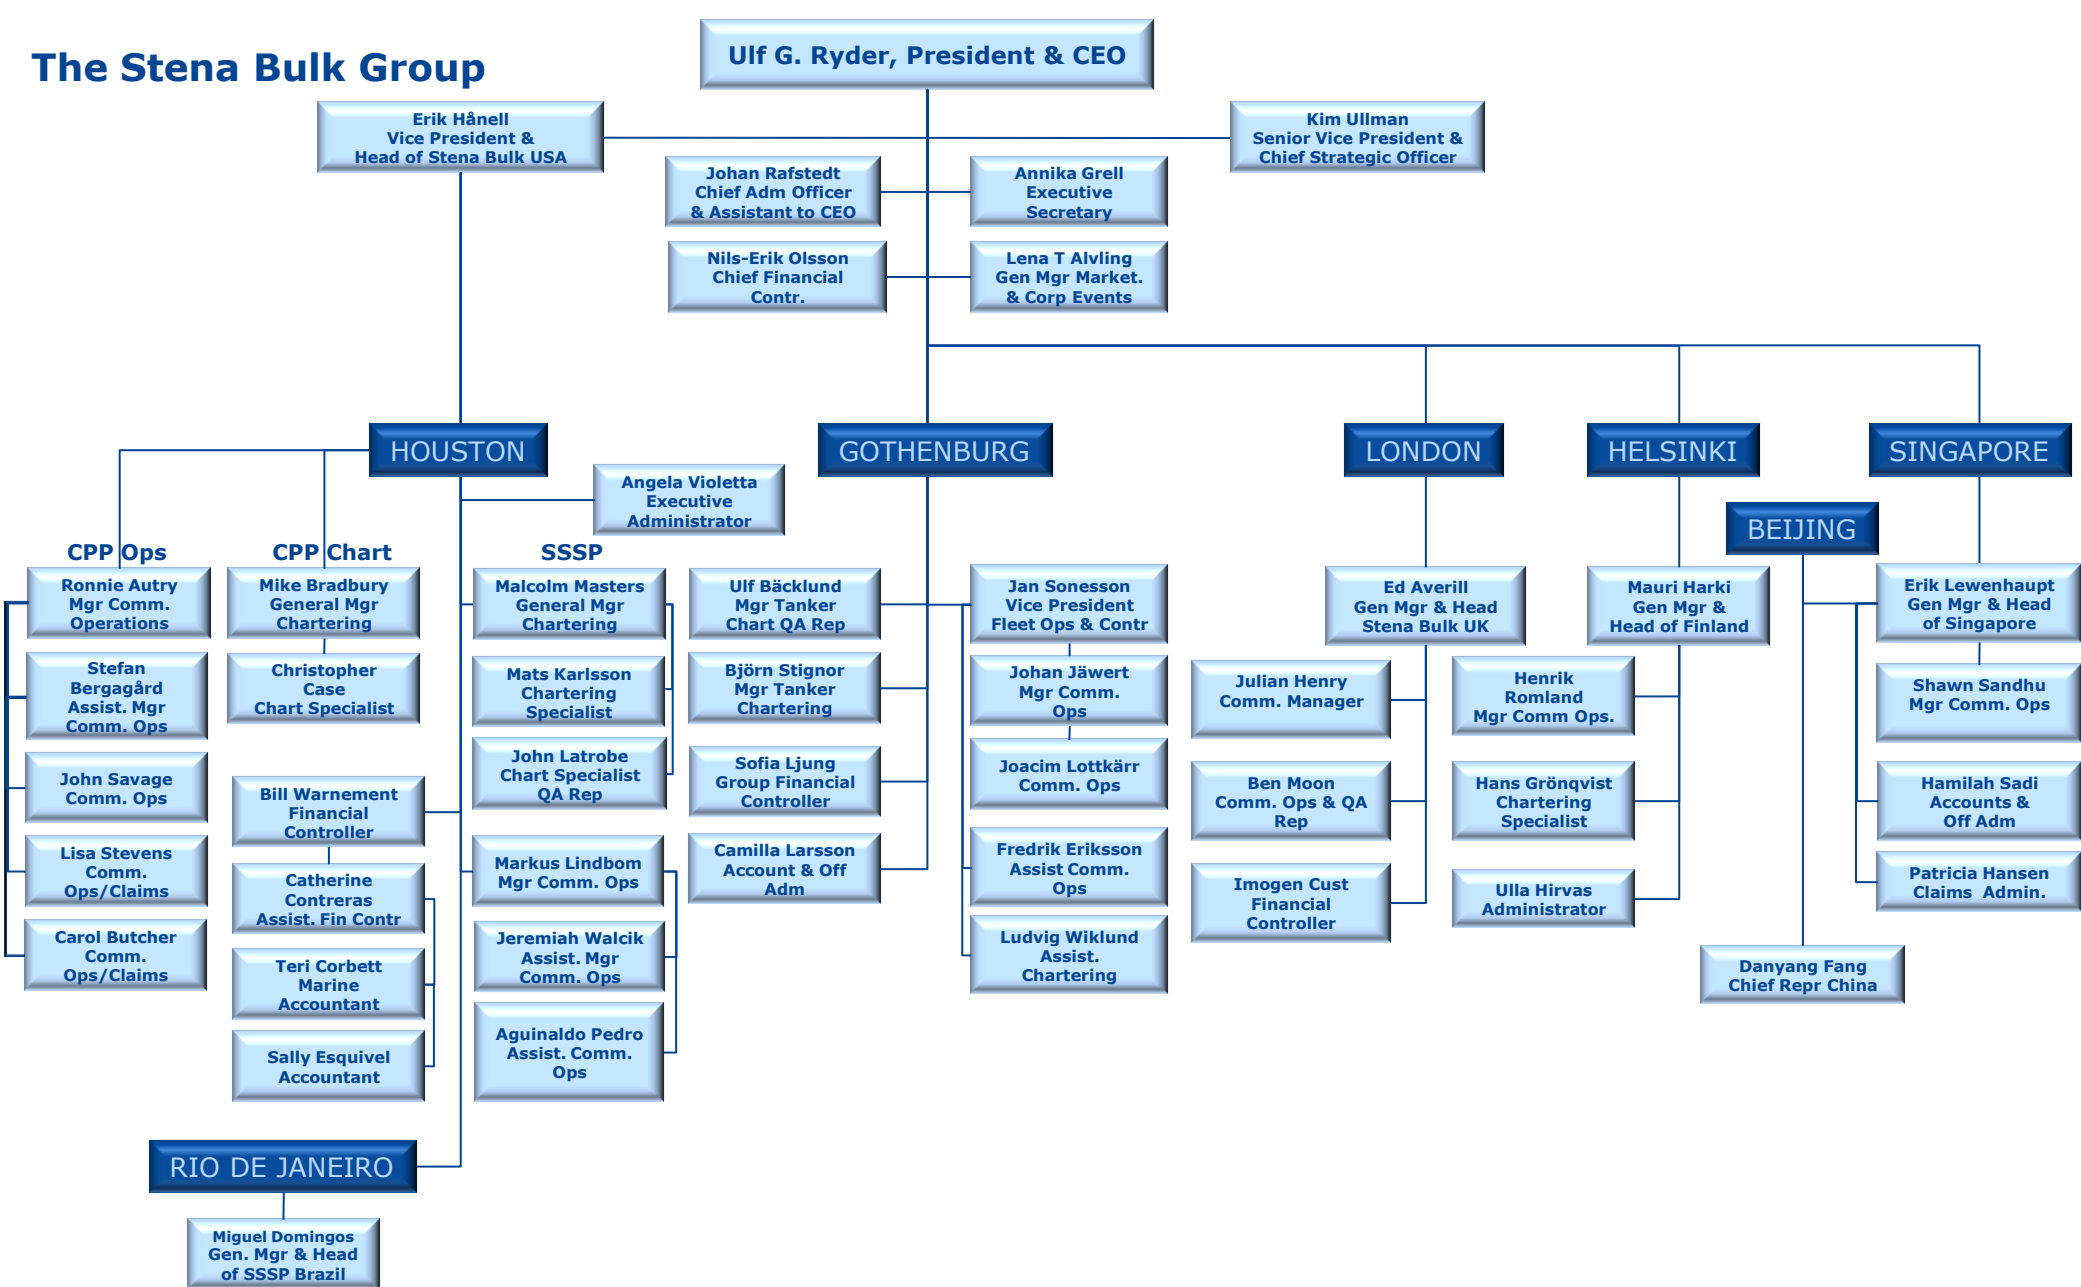 The Stena Bulk Group
Ulf G. Ryder, President & CEO
Erik Hånell
Vice President &
Head of Stena Bulk USA
Kim Ullman
Senior Vice President &
Chief Strategic Officer
Johan Rafstedt
Chief Adm Officer
& Assistant to CEO
Annika Grell
Executive
Secretary
Nils-Erik Olsson
Chief Financial
Contr.
Lena T Alvling
Gen Mgr Market.
& Corp Events
HOUSTON
GOTHENBURG
LONDON
HELSINKI
SINGAPORE
Angela Violetta
Executive
Administrator
BEIJING
CPP Ops
CPP Chart
SSSP
Ronnie Autry
Mgr Comm.
Operations
Stefan
Bergagård
Assist. Mgr
Comm. Ops
John Savage
Comm. Ops
Lisa Stevens
Comm.
Ops/Claims
Carol Butcher
Comm.
Ops/Claims
Mike Bradbury
General Mgr
Chartering
Christopher
Case
Chart Specialist
Bill Warnement
Financial
Controller
Catherine
Contreras
Assist. Fin Contr
Teri Corbett
Marine
Accountant
Sally Esquivel
Accountant
Malcolm Masters
General Mgr
Chartering
Mats Karlsson
Chartering
Specialist
John Latrobe
Chart Specialist
QA Rep
Markus Lindbom
Mgr Comm. Ops
Jeremiah Walcik
Assist. Mgr
Comm. Ops
Aguinaldo Pedro
Assist. Comm.
Ops
Ulf Bäcklund
Mgr Tanker
Chart QA Rep
Björn Stignor
Mgr Tanker
Chartering
Sofia Ljung
Group Financial
Controller
Camilla Larsson
Account & Off
Adm
Jan Sonesson
Vice President
Fleet Ops & Contr
Johan Jäwert
Mgr Comm.
Ops
Joacim Lottkärr
Comm. Ops
Fredrik Eriksson
Assist Comm.
Ops
Ludvig Wiklund
Assist.
Chartering
Ed Averill
Gen Mgr & Head
Stena Bulk UK
Julian Henry
Comm. Manager
Ben Moon
Comm. Ops & QA
Rep
Imogen Cust
Financial
Controller
Mauri Harki
Gen Mgr &
Head of Finland
Henrik
Romland
Mgr Comm Ops.
Hans Grönqvist
Chartering
Specialist
Ulla Hirvas
Administrator
Erik Lewenhaupt
Gen Mgr & Head
of Singapore
Shawn Sandhu
Mgr Comm. Ops
Hamilah Sadi
Accounts &
Off Adm
Patricia Hansen
Claims Admin.
Danyang Fang
Chief Repr China
RIO DE JANEIRO
Miguel Domingos
Gen. Mgr & Head
of SSSP Brazil